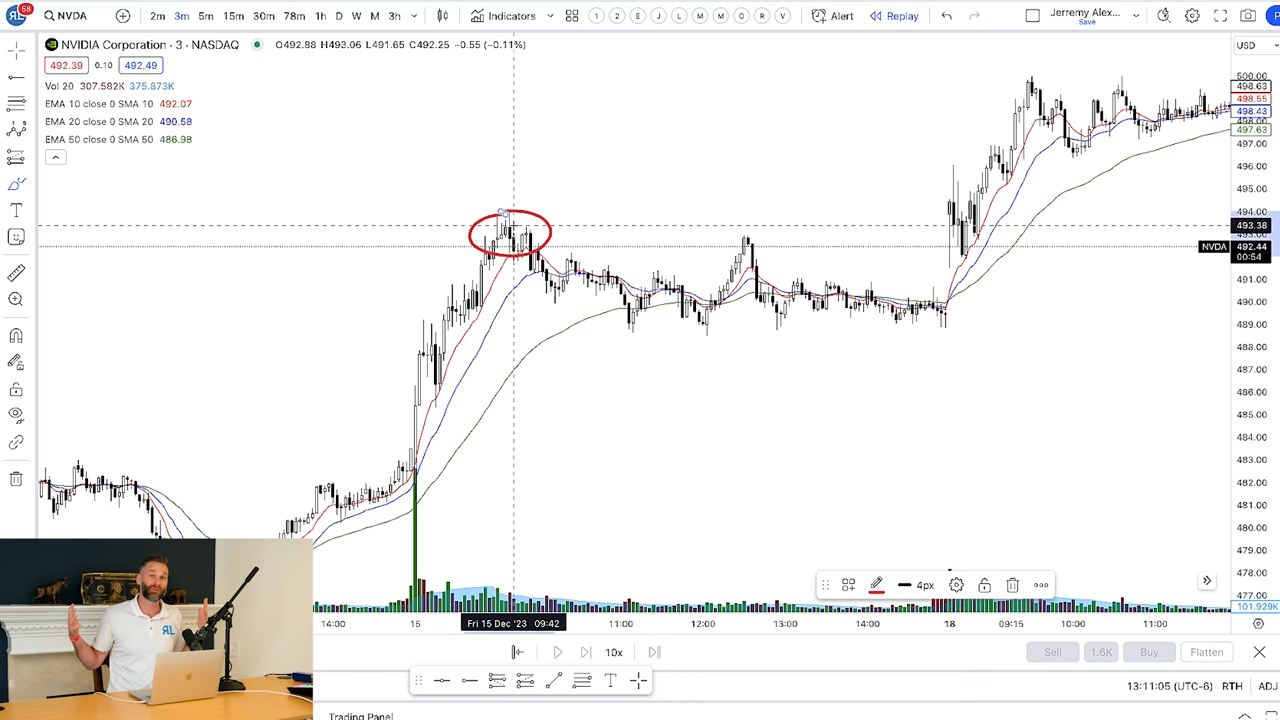 RL 58 NVDA 2m 3m 5m 15m 30m 78m 1h D W M 3h Indicators 1 2 E J L M M O R V Alert Replay Jerremy Alex... Save
NVIDIA Corporation · 3 · NASDAQ O492.88 H493.06 L491.65 C492.25 −0.55 (−0.11%) USD
492.39 0.10 492.49
Vol 20 307.582K 375.873K
EMA 10 close 0 SMA 10 492.07
EMA 20 close 0 SMA 20 490.58
EMA 50 close 0 SMA 50 486.98
500.00
498.63
498.55
498.43
498.00
497.63
497.00
496.00
495.00
494.00
493.38
493.00
NVDA 492.44
00:54
491.00
490.00
489.00
488.00
487.00
486.00
485.00
484.00
483.00
482.00
481.00
480.00
479.00
478.00
477.00
101.929K
4px
14:00 15 Fri 15 Dec '23 09:42 11:00 12:00 13:00 14:00 18 09:15 10:00 11:00
10x Sell 1.6K Buy Flatten
13:11:05 (UTC-6) RTH ADJ
Trading Panel
RL